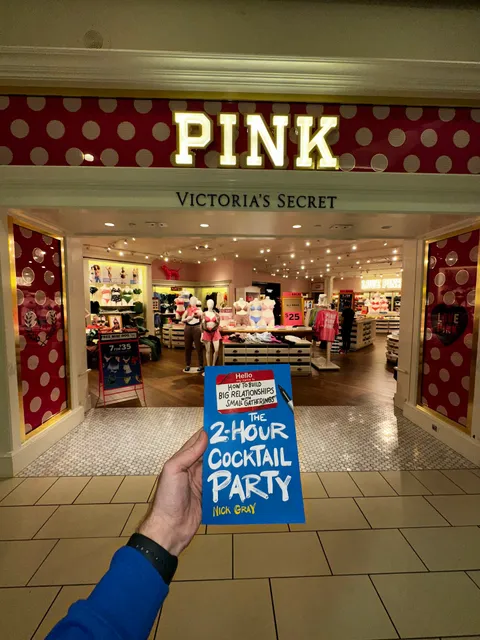 PINK
VICTORIA'S SECRET
$25
Hello
HOW TO BUILD
BIG RELATIONSHIPS
WITH
SMALL GATHERINGS
THE
2-HOUR
COCKTAIL
PARTY
NICK GRAY